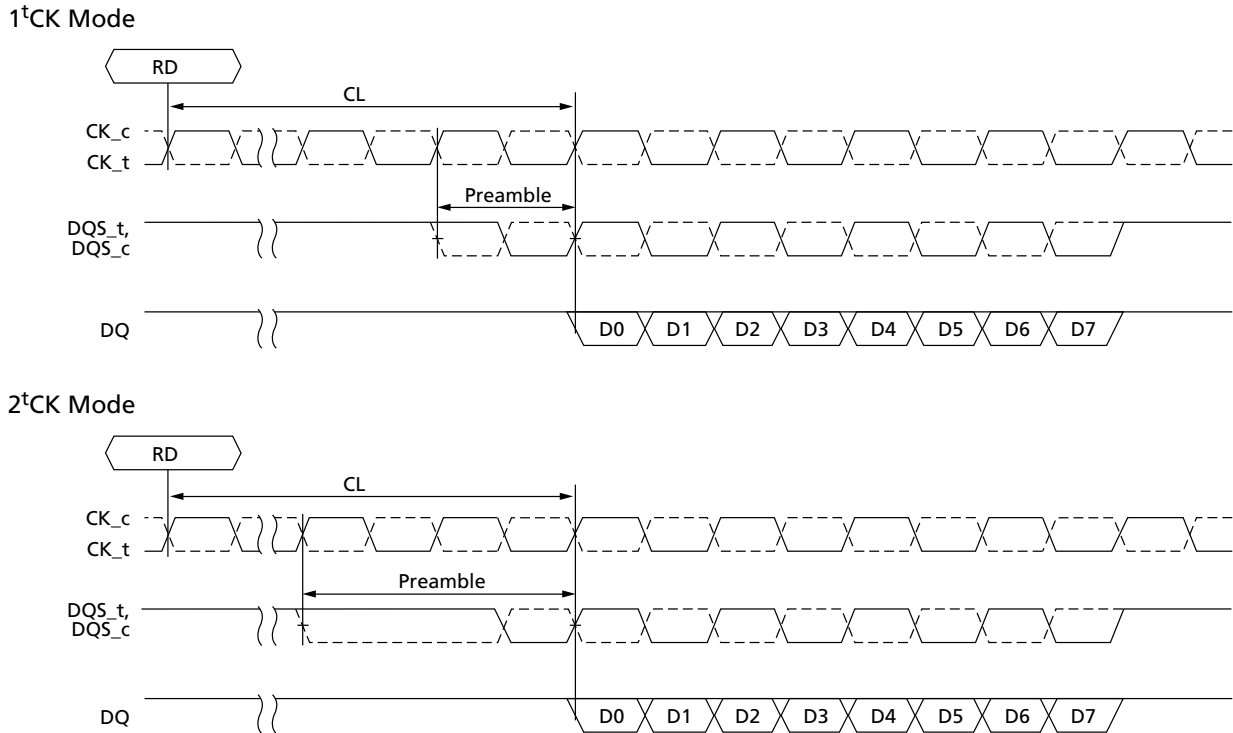 1tCK Mode
RD
CL
CK_c
CK_t
Preamble
DQS_t,
DQS_c
DQ D0 D1 D2 D3 D4 D5 D6 D7
2tCK Mode
RD
CL
CK_c
CK_t
Preamble
DQS_t,
DQS_c
DQ D0 D1 D2 D3 D4 D5 D6 D7